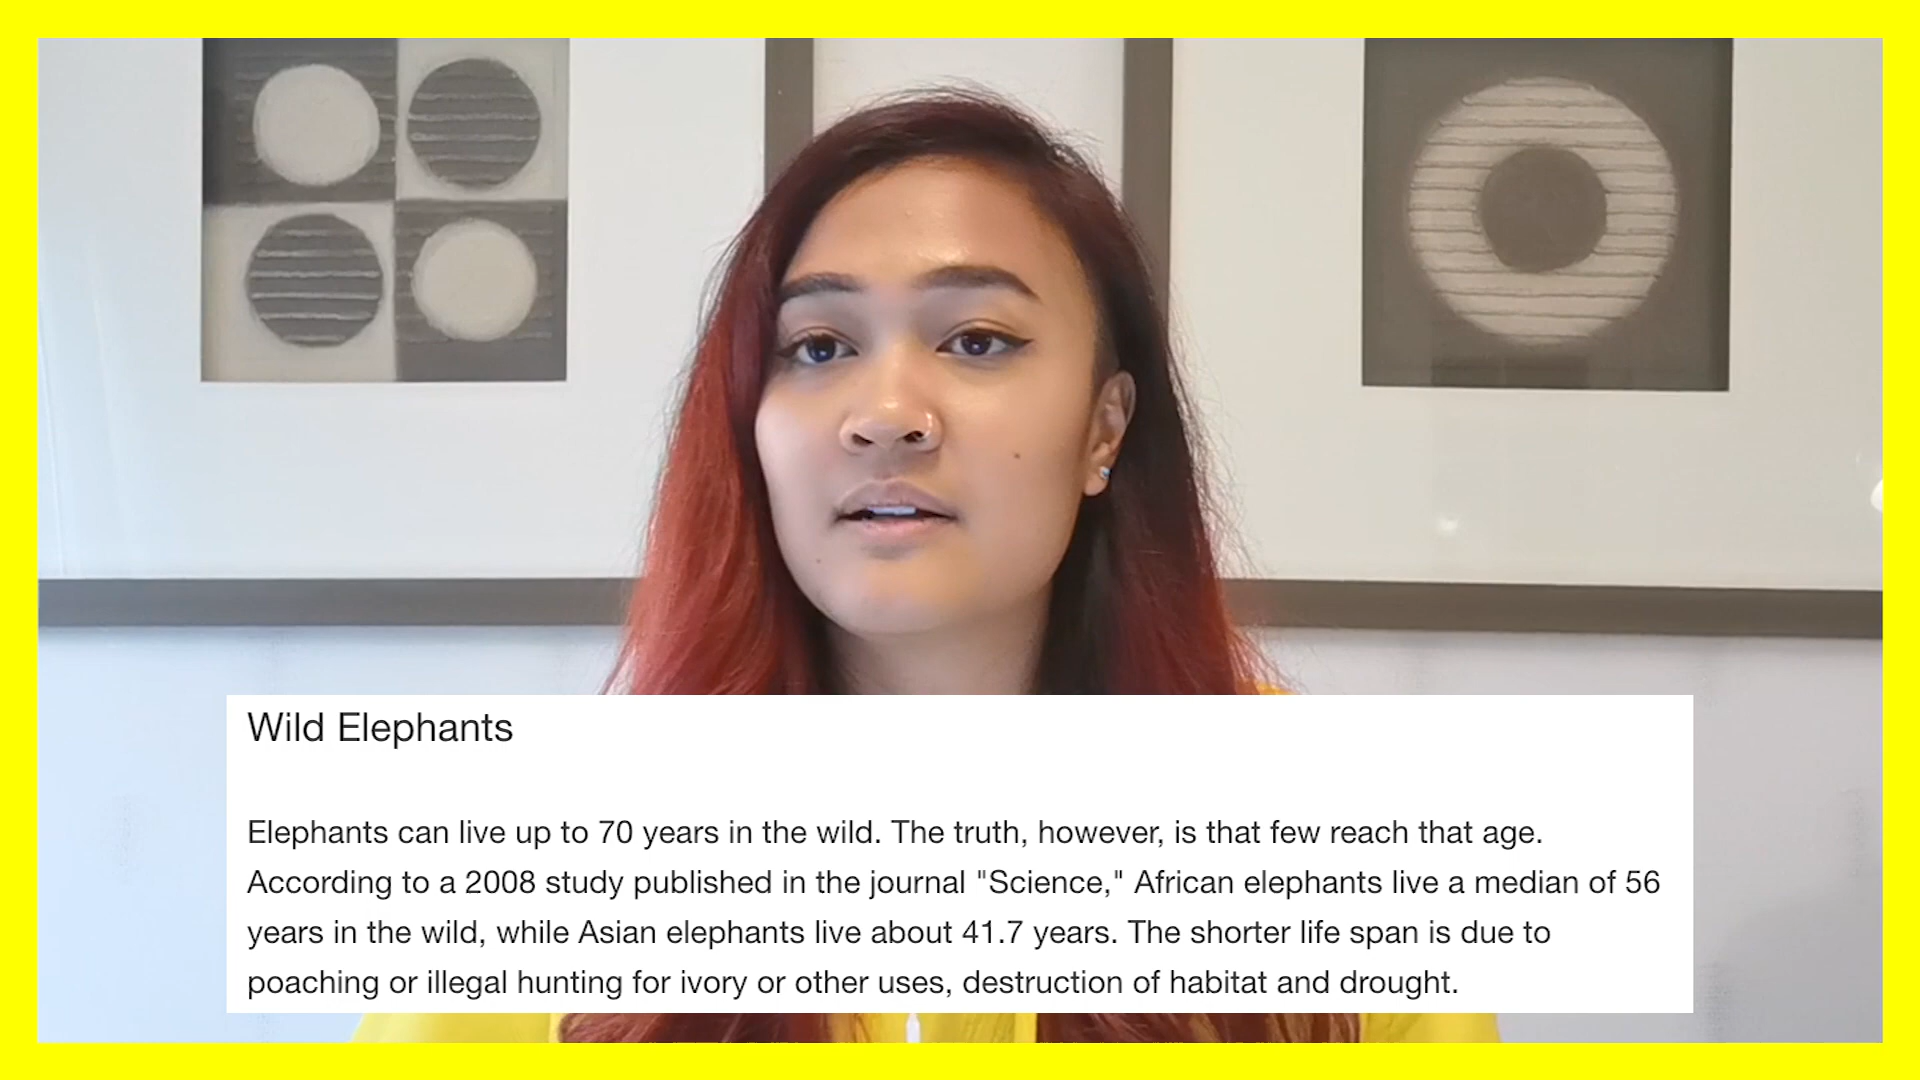 Wild Elephants
Elephants can live up to 70 years in the wild. The truth, however, is that few reach that age.
According to a 2008 study published in the journal "Science," African elephants live a median of 56
years in the wild, while Asian elephants live about 41.7 years. The shorter life span is due to
poaching or illegal hunting for ivory or other uses, destruction of habitat and drought.